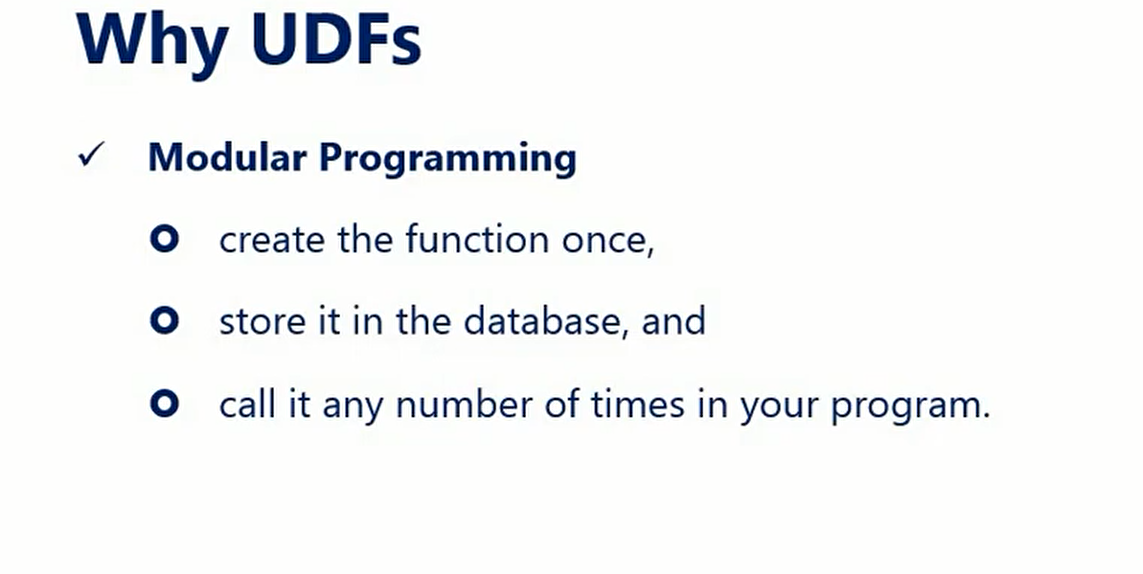 Why UDFs
✓ Modular Programming
create the function once,
store it in the database, and
call it any number of times in your program.